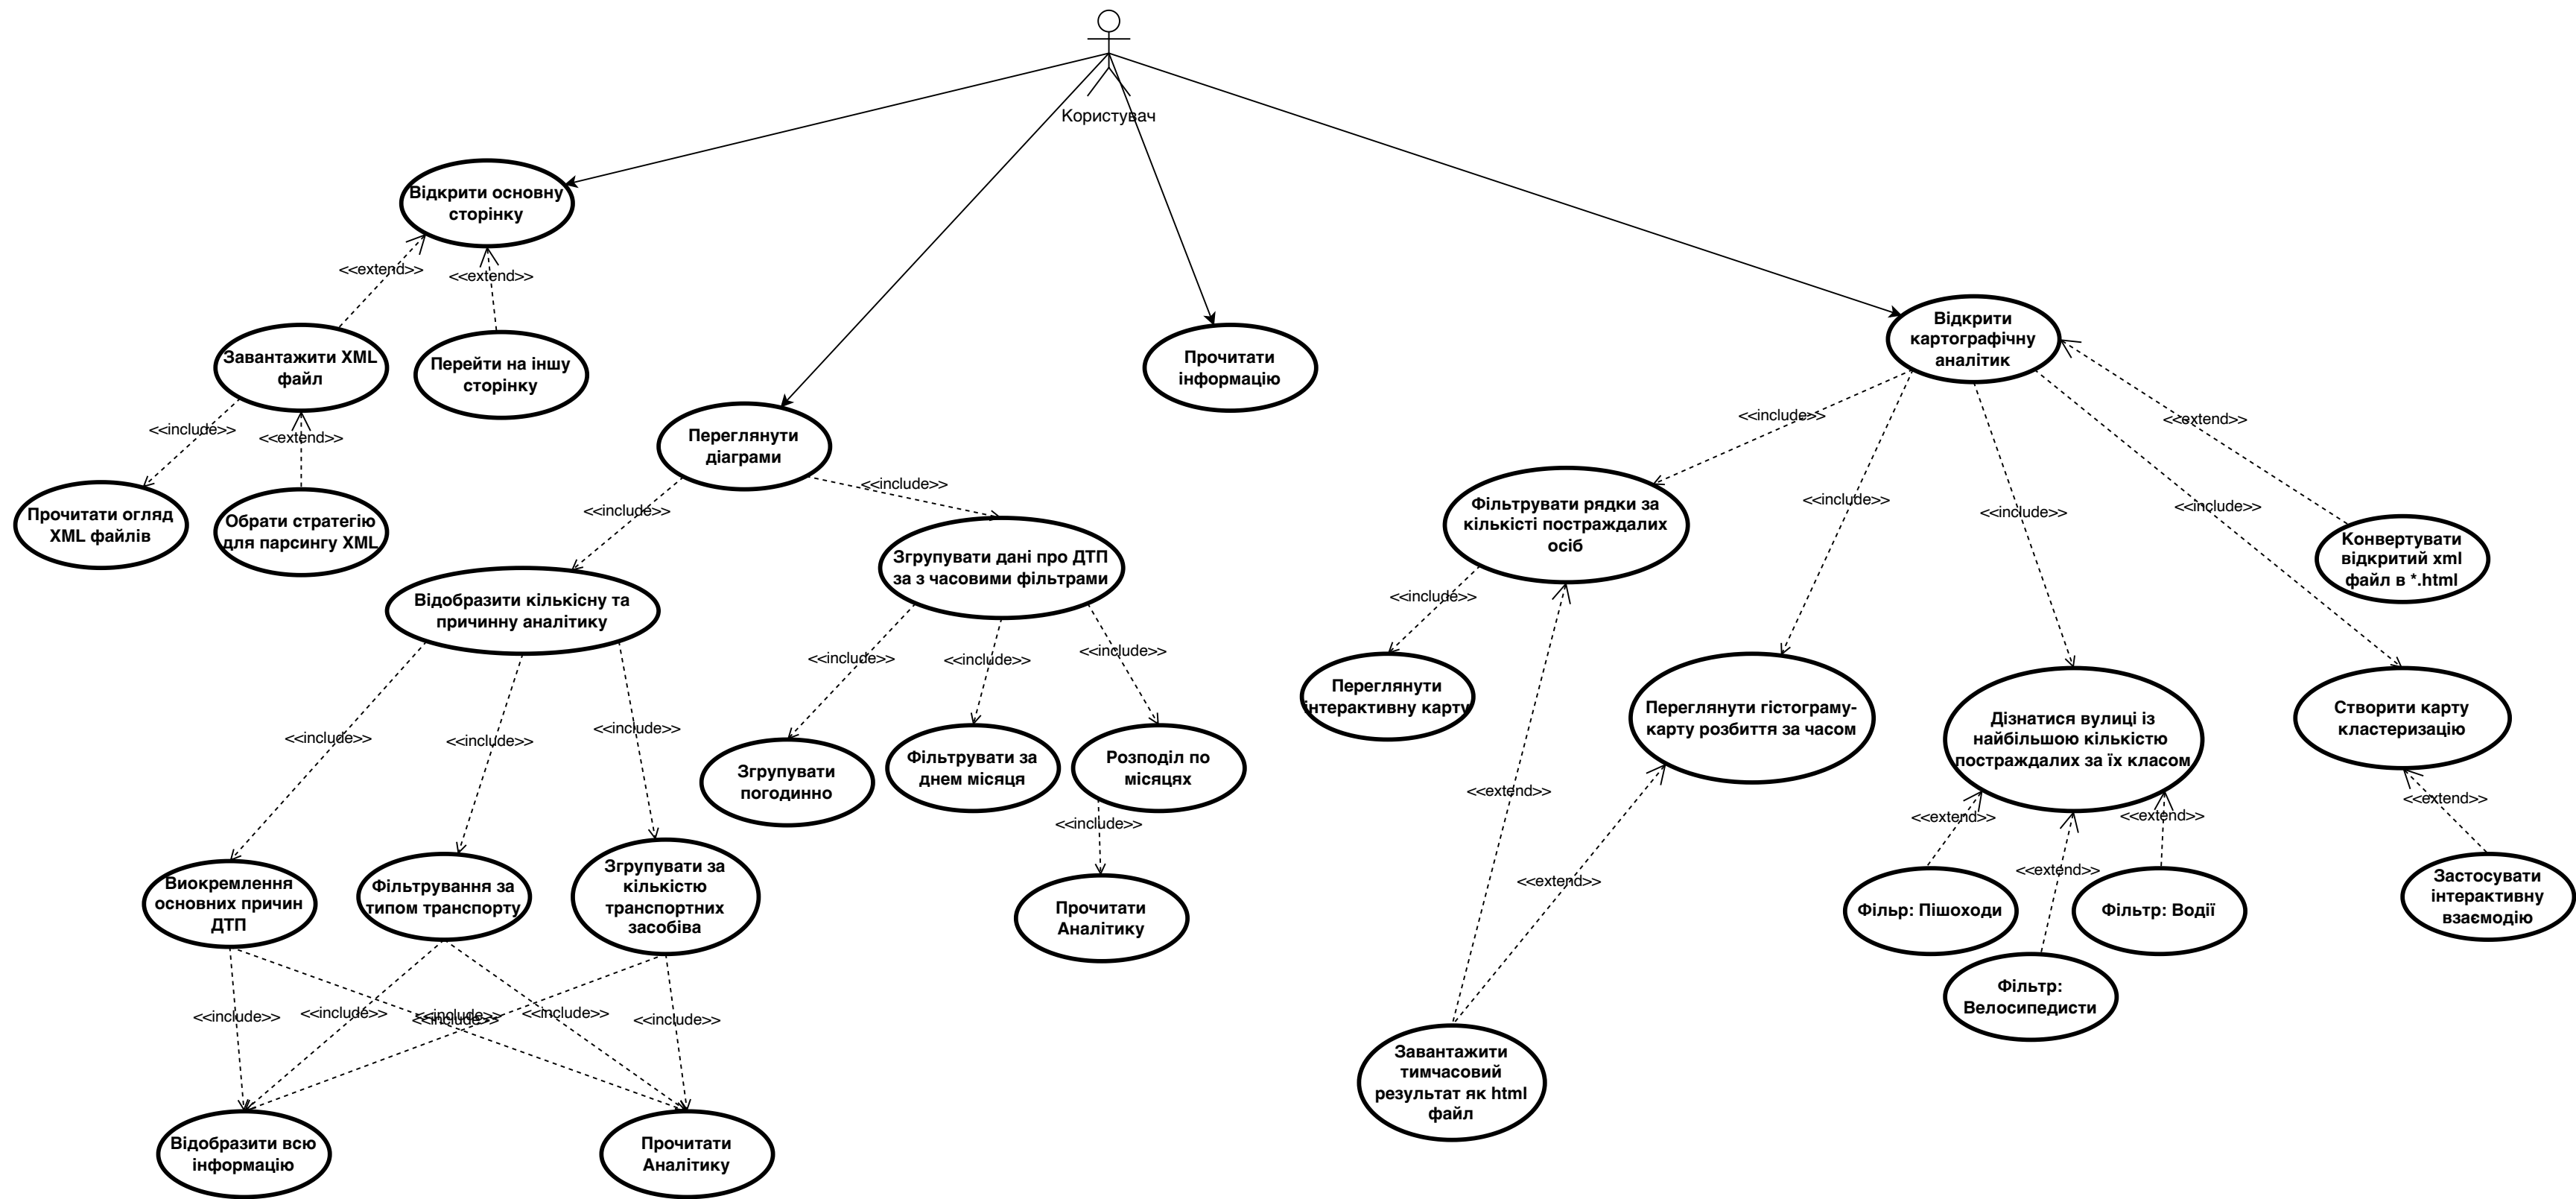 Користувач
Відкрити основну
сторінку
<<extend>>
<<extend>>
Завантажити XML
файл
Перейти на іншу
сторінку
<<include>>
<<extend>>
Прочитати огляд
XML файлів
Обрати стратегію
для парсингу XML
Переглянути
діаграми
<<include>>
<<include>>
Відобразити кількісну та
причинну аналітику
Згрупувати дані про ДТП
за з часовими фільтрами
<<include>>
<<include>>
<<include>>
<<include>>
<<include>>
<<include>>
Згрупувати
погодинно
Фільтрувати за
днем місяця
Розподіл по
місяцях
<<include>>
Прочитати
Аналітику
Виокремлення
основних причин
ДТП
Фільтрування за
типом транспорту
Згрупувати за
кількістю
транспортних
засобіва
<<include>>
<<include>>
<<include>>
<<include>>
<<include>>
<<include>>
Відобразити всю
інформацію
Прочитати
Аналітику
Прочитати
інформацію
Відкрити
картографічну
аналітик
<<include>>
<<include>>
<<include>>
<<include>>
<<extend>>
Фільтрувати рядки за
кількісті постраждалих
осіб
Конвертувати
відкритий xml
файл в *.html
<<include>>
Переглянути
інтерактивну карту
Переглянути гістограму-
карту розбиття за часом
Дізнатися вулиці із
найбільшою кількістю
постраждалих за їх класом
Створити карту
кластеризацію
<<extend>>
<<extend>>
<<extend>>
<<extend>>
<<extend>>
<<extend>>
Фільр: Пішоходи
Фільтр: Водії
Фільтр:
Велосипедисти
Застосувати
інтерактивну
взаємодію
Завантажити
тимчасовий
результат як html
файл